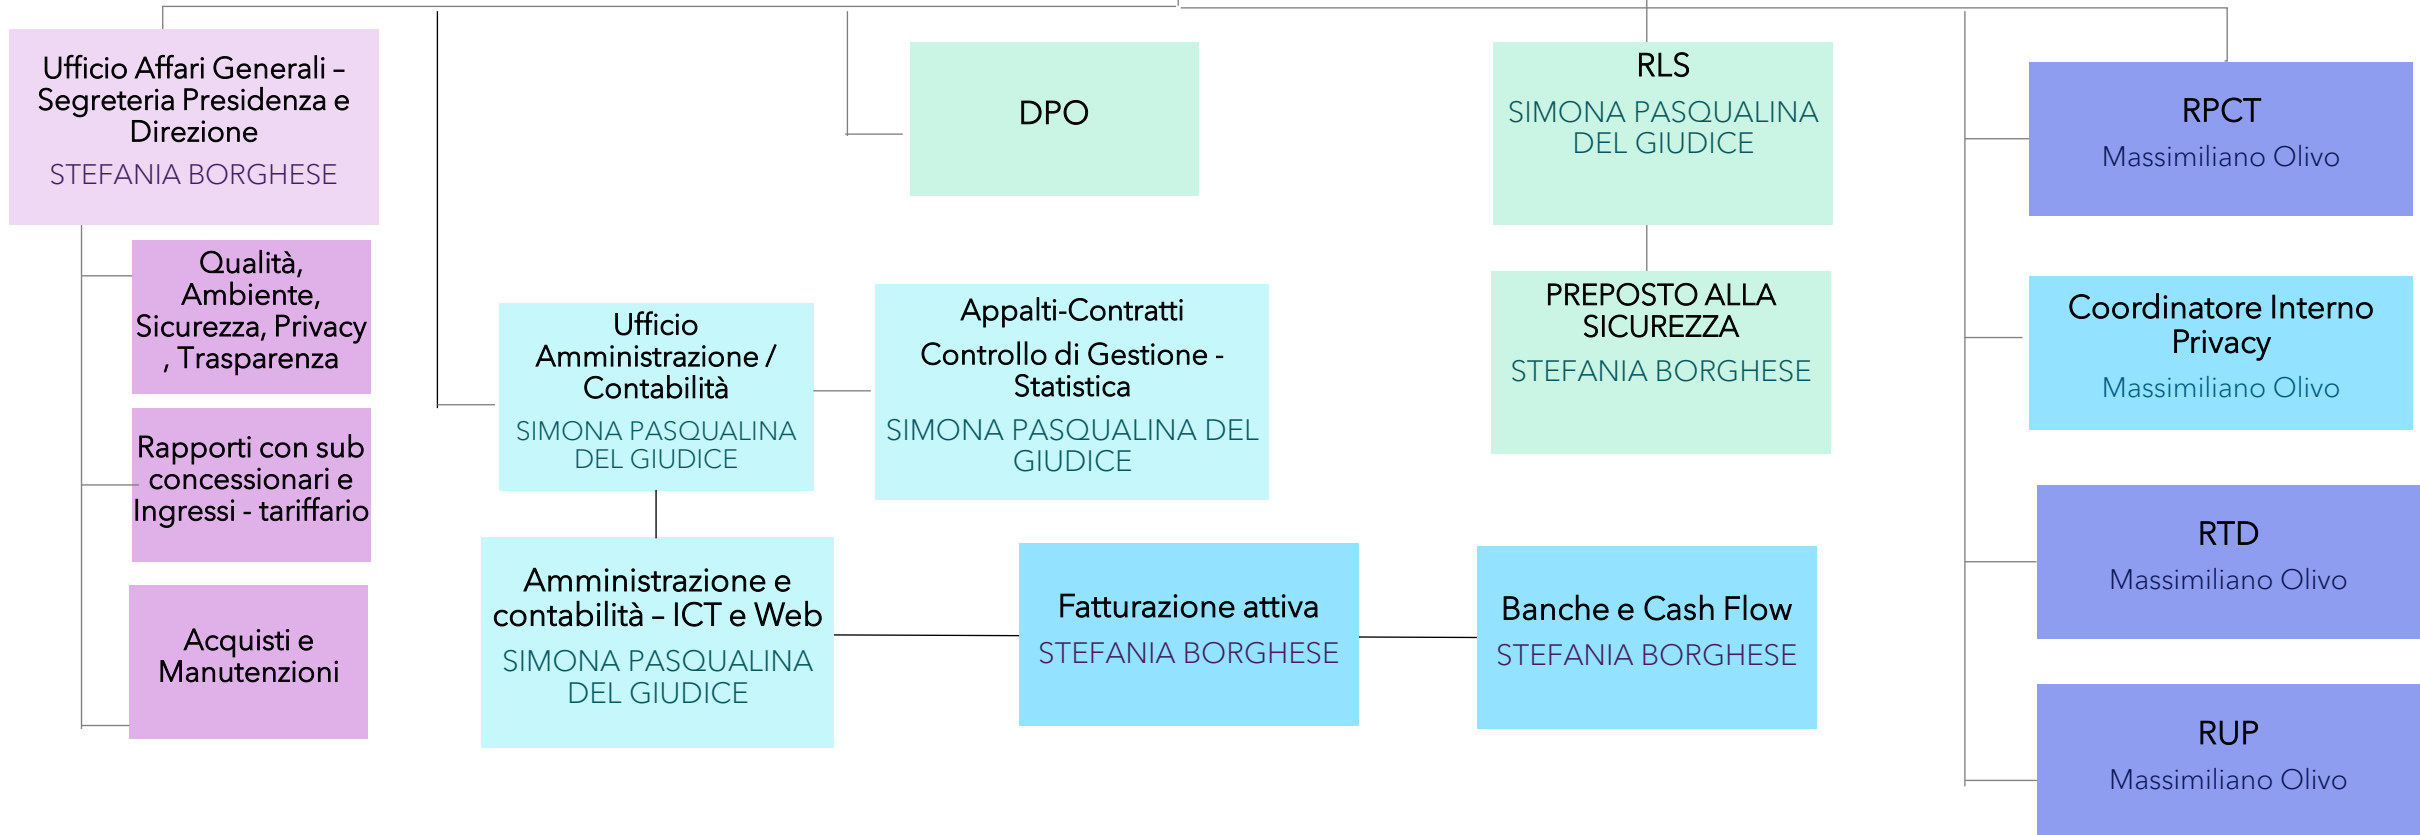 Ufficio Affari Generali –
Segreteria Presidenza e
Direzione
STEFANIA BORGHESE
Qualità,
Ambiente,
Sicurezza, Privacy
, Trasparenza
Rapporti con sub
concessionari e
Ingressi - tariffario
Acquisti e
Manutenzioni
DPO
Ufficio
Amministrazione /
Contabilità
SIMONA PASQUALINA
DEL GIUDICE
Appalti-Contratti
Controllo di Gestione -
Statistica
SIMONA PASQUALINA DEL
GIUDICE
Amministrazione e
contabilità – ICT e Web
SIMONA PASQUALINA
DEL GIUDICE
Fatturazione attiva
STEFANIA BORGHESE
Banche e Cash Flow
STEFANIA BORGHESE
RLS
SIMONA PASQUALINA
DEL GIUDICE
PREPOSTO ALLA
SICUREZZA
STEFANIA BORGHESE
RPCT
Massimiliano Olivo
Coordinatore Interno
Privacy
Massimiliano Olivo
RTD
Massimiliano Olivo
RUP
Massimiliano Olivo